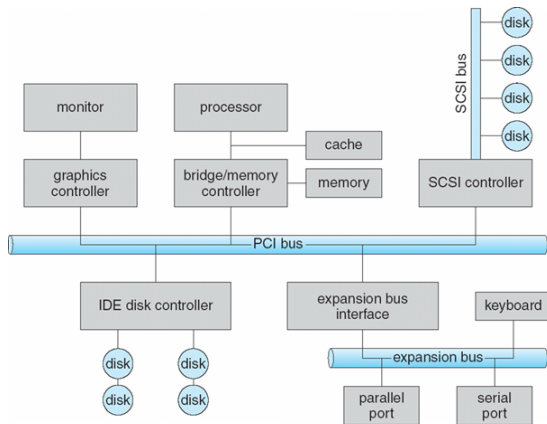 SCSI bus
disk
disk
disk
disk
monitor
processor
cache
graphics
controller
bridge/memory
controller
memory
SCSI controller
PCI bus
IDE disk controller
expansion bus
interface
keyboard
disk
disk
disk
disk
expansion bus
parallel
port
serial
port